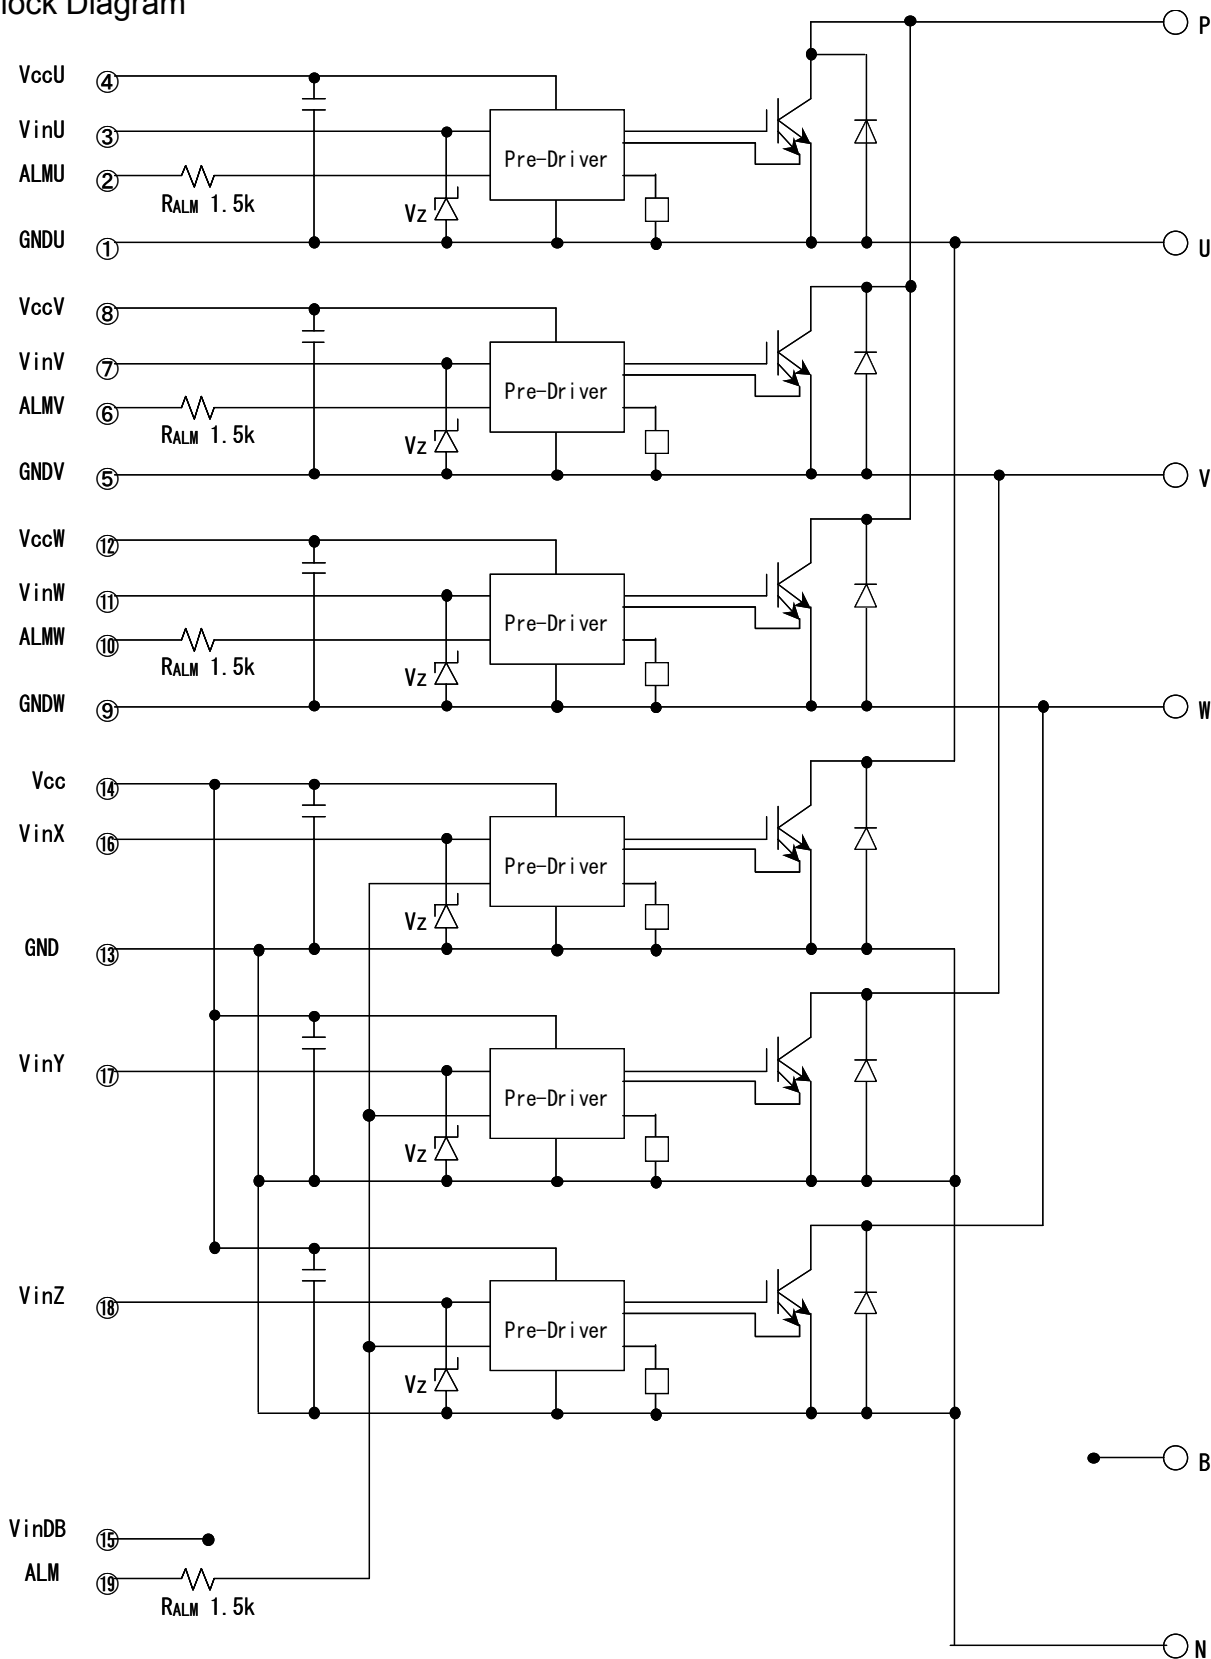 lock Diagram
P
VccU ④
VinU ③
Pre-Driver
ALMU ②
RALM 1.5k
Vz
GNDU ①
U
VccV ⑧
VinV ⑦
Pre-Driver
ALMV ⑥
RALM 1.5k
Vz
GNDV ⑤
V
VccW ⑫
VinW ⑪
Pre-Driver
ALMW ⑩
RALM 1.5k
Vz
GNDW ⑨
W
Vcc ⑭
VinX ⑯
Pre-Driver
Vz
GND ⑬
VinY ⑰
Pre-Driver
Vz
VinZ ⑱
Pre-Driver
Vz
B
VinDB ⑮
ALM ⑲
RALM 1.5k
N